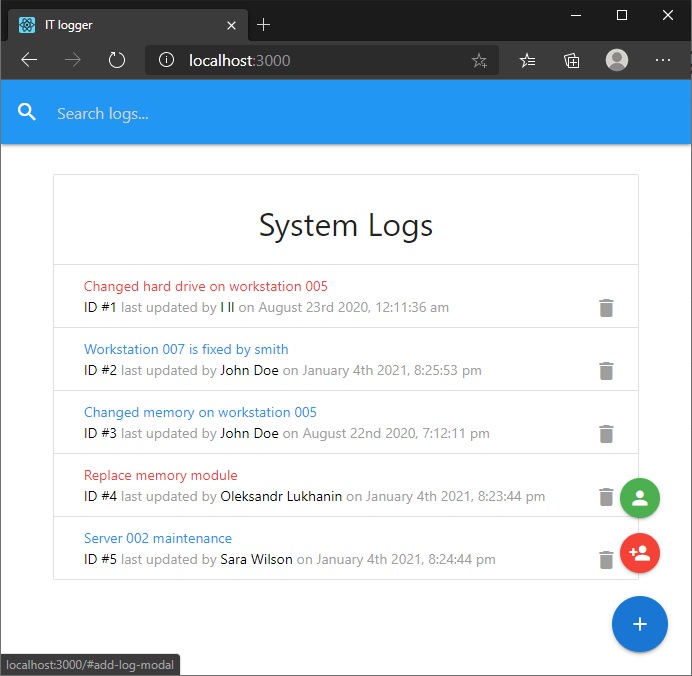 IT logger
localhost:3000
Search logs...
System Logs
Changed hard drive on workstation 005
ID #1 last updated by I ll on August 23rd 2020, 12:11:36 am
Workstation 007 is fixed by smith
ID #2 last updated by John Doe on January 4th 2021, 8:25:53 pm
Changed memory on workstation 005
ID #3 last updated by John Doe on August 22nd 2020, 7:12:11 pm
Replace memory module
ID #4 last updated by Oleksandr Lukhanin on January 4th 2021, 8:23:44 pm
Server 002 maintenance
ID #5 last updated by Sara Wilson on January 4th 2021, 8:24:44 pm
localhost:3000/#add-log-modal